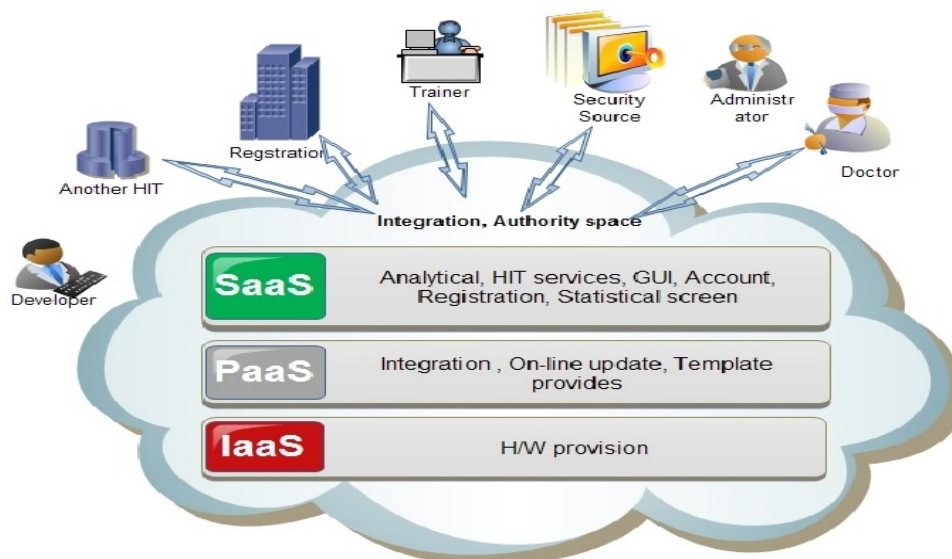 Trainer
Security
Source
Administr
ator
Regstration
Doctor
Another HIT
Integration, Authority space
Developer
SaaS
Analytical, HIT services, GUI, Account,
Registration, Statistical screen
PaaS
Integration , On-line update, Template
provides
IaaS
H/W provision